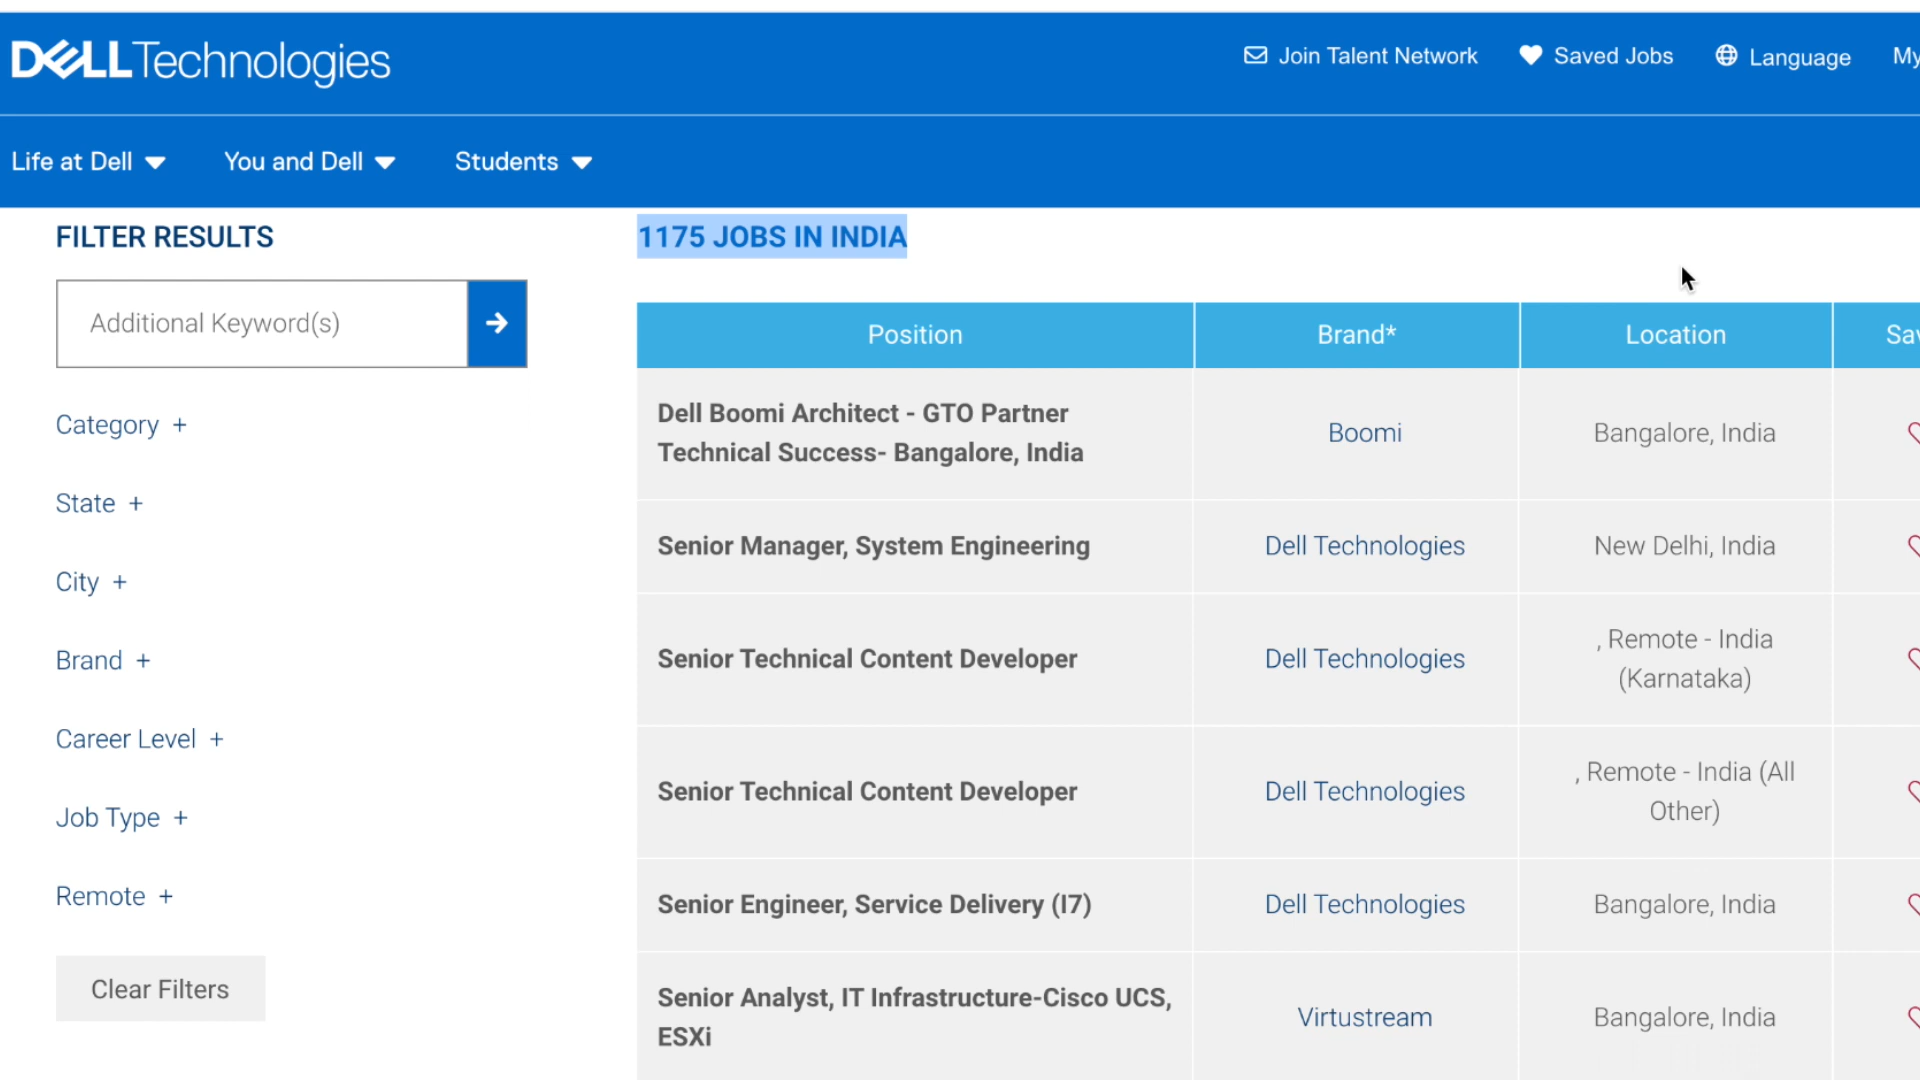 DELL Technologies
Join Talent Network
Saved Jobs
Language
My
Life at Dell
You and Dell
Students
FILTER RESULTS
Additional Keyword(s)
Category +
State +
City +
Brand +
Career Level +
Job Type +
Remote +
Clear Filters
1175 JOBS IN INDIA
Position Brand* Location Sav
Dell Boomi Architect - GTO Partner
Technical Success- Bangalore, India
Boomi
Bangalore, India
Senior Manager, System Engineering
Dell Technologies
New Delhi, India
Senior Technical Content Developer
Dell Technologies
, Remote - India
(Karnataka)
Senior Technical Content Developer
Dell Technologies
, Remote - India (All
Other)
Senior Engineer, Service Delivery (I7)
Dell Technologies
Bangalore, India
Senior Analyst, IT Infrastructure-Cisco UCS,
ESXi
Virtustream
Bangalore, India